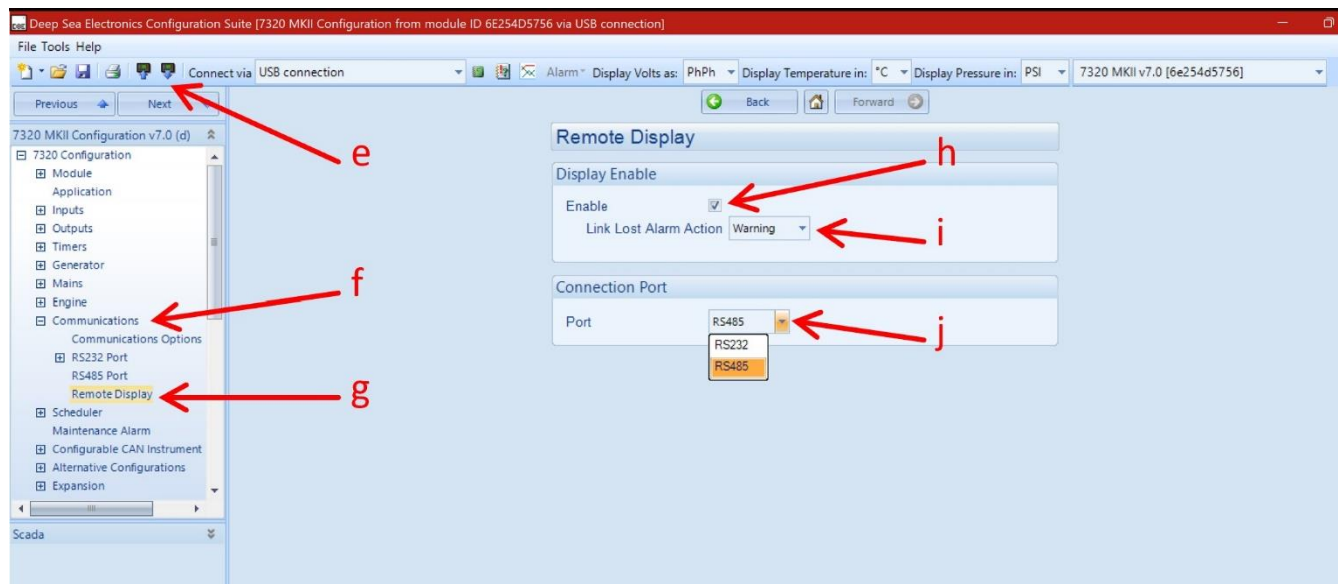 Deep Sea Electronics Configuration Suite [7320 MKII Configuration from module ID 6E254D5756 via USB connection]
File Tools Help
Connect via USB connection Alarm Display Volts as: PhPh Display Temperature in: °C Display Pressure in: PSI 7320 MKII v7.0 [6e254d5756]
Previous Next Back Forward
7320 MKII Configuration v7.0 (d)
7320 Configuration
Module
Application
Inputs
Outputs
Timers
Generator
Mains
Engine
Communications
Communications Options
RS232 Port
RS485 Port
Remote Display
Scheduler
Maintenance Alarm
Configurable CAN Instrument
Alternative Configurations
Expansion
Scada
Remote Display
Display Enable
Enable
Link Lost Alarm Action Warning
Connection Port
Port RS485
RS232
RS485
e
f
g
h
i
j